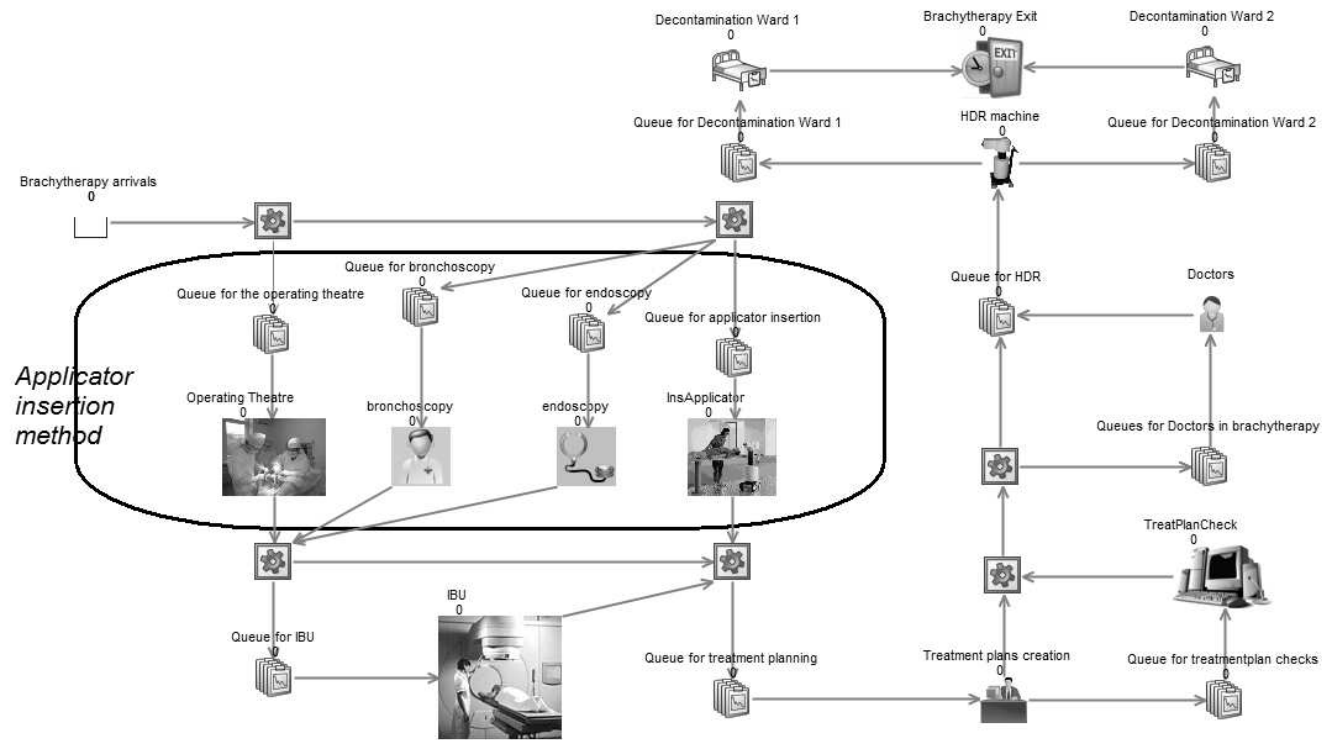 Decontamination Ward 1
0
Brachytherapy Exit
0
EXIT
Decontamination Ward 2
0
Queue for Decontamination Ward 1
0
HDR machine
0
Queue for Decontamination Ward 2
0
Brachytherapy arrivals
0
Queue for bronchoscopy
0
Queue for the operating theatre
0
Queue for endoscopy
0
Queue for applicator insertion
0
Queue for HDR
0
Doctors
0
Applicator
insertion
method
Operating Theatre
0
bronchoscopy
0
endoscopy
0
InsApplicator
0
Queues for Doctors in brachytherapy
0
TreatPlanCheck
0
IBU
0
Queue for IBU
0
Queue for treatment planning
0
Treatment plans creation
0
Queue for treatmentplan checks
0